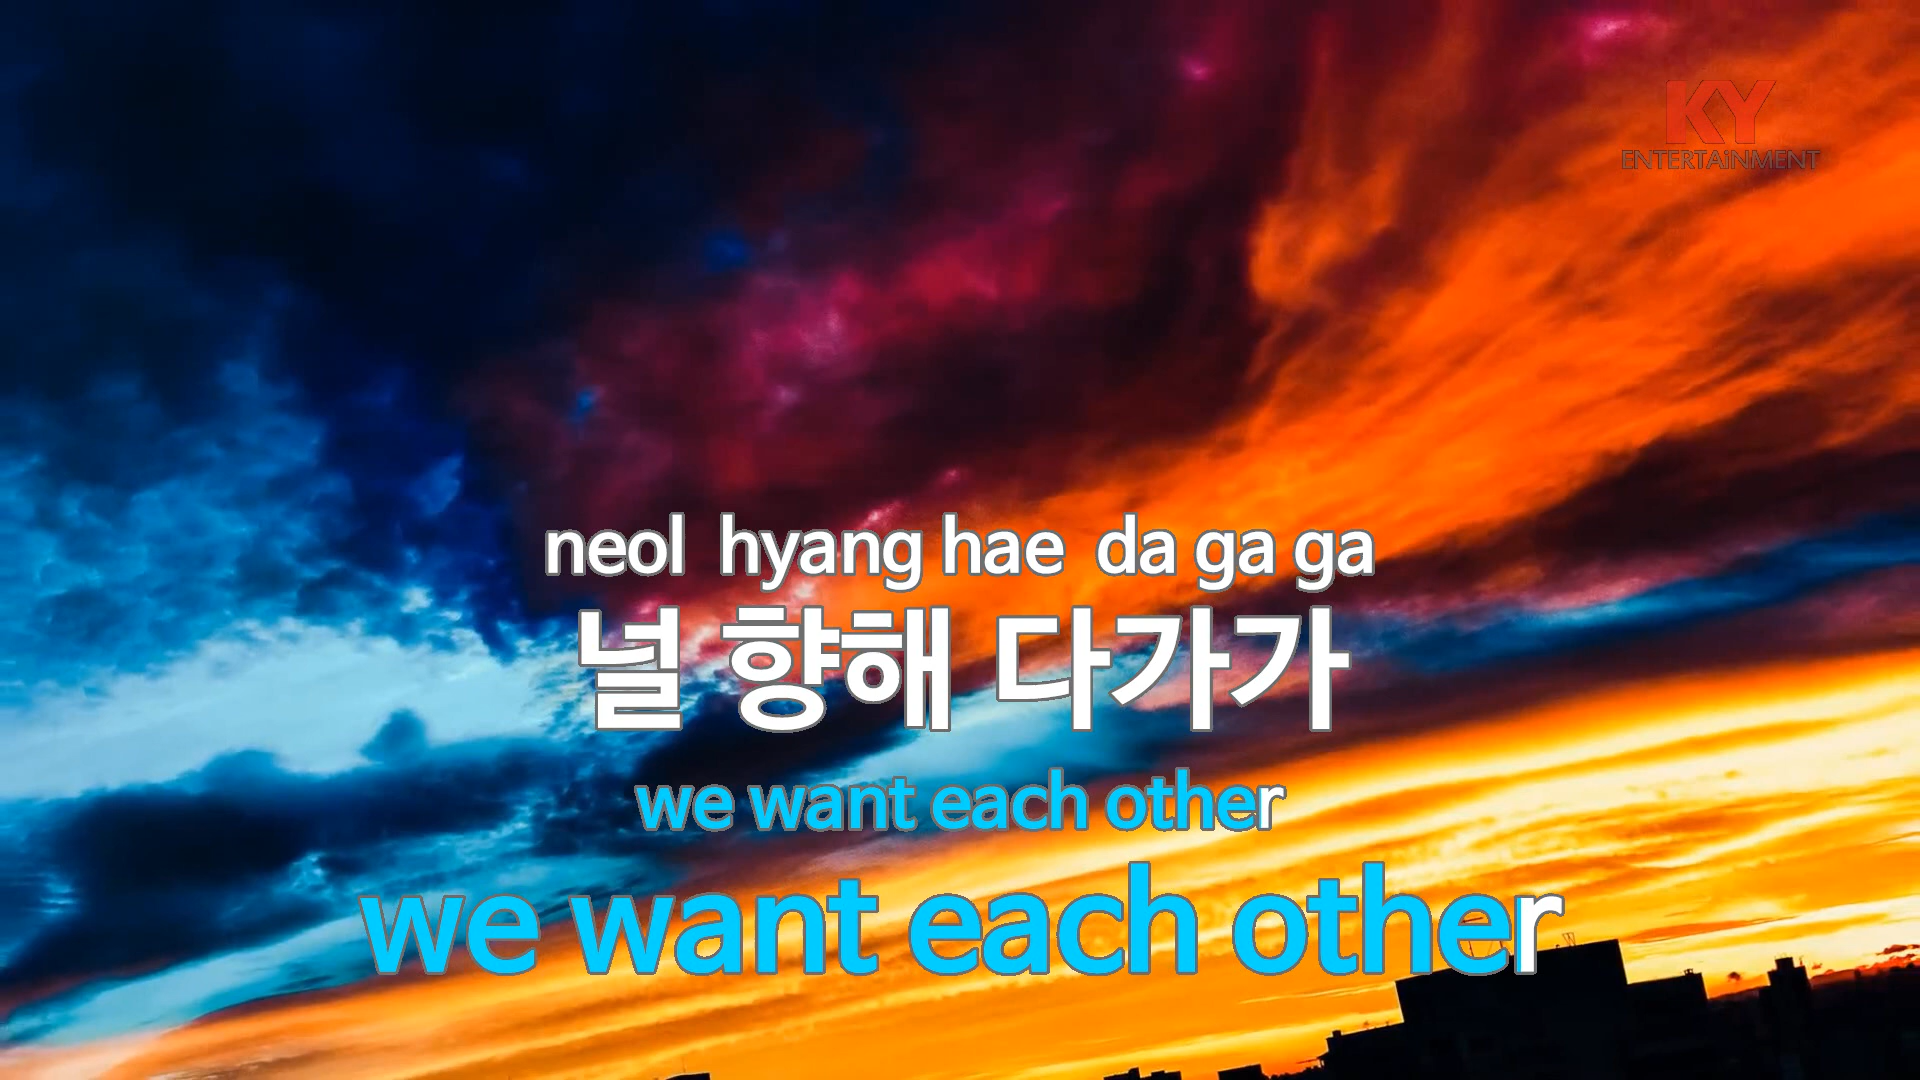 KY
ENTERTAiNMENT
neol hyang hae da ga ga
널 향해 다가가
we want each other
we want each other